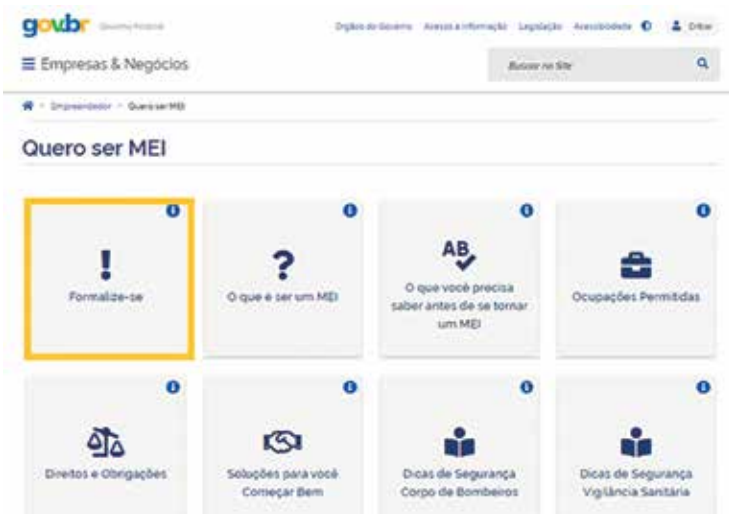 gov.br Governo Federal
Órgãos do Governo Acesso à Informação Legislação Acessibilidade Entrar
Empresas & Negócios
Buscar no Site
Empreendedor > Quero ser MEI
Quero ser MEI
Formalize-se
O que é ser um MEI
O que você precisa
saber antes de se tornar
um MEI
Ocupações Permitidas
Direitos e Obrigações
Soluções para você
Começar Bem
Dicas de Segurança
Corpo de Bombeiros
Dicas de Segurança
Vigilância Sanitária